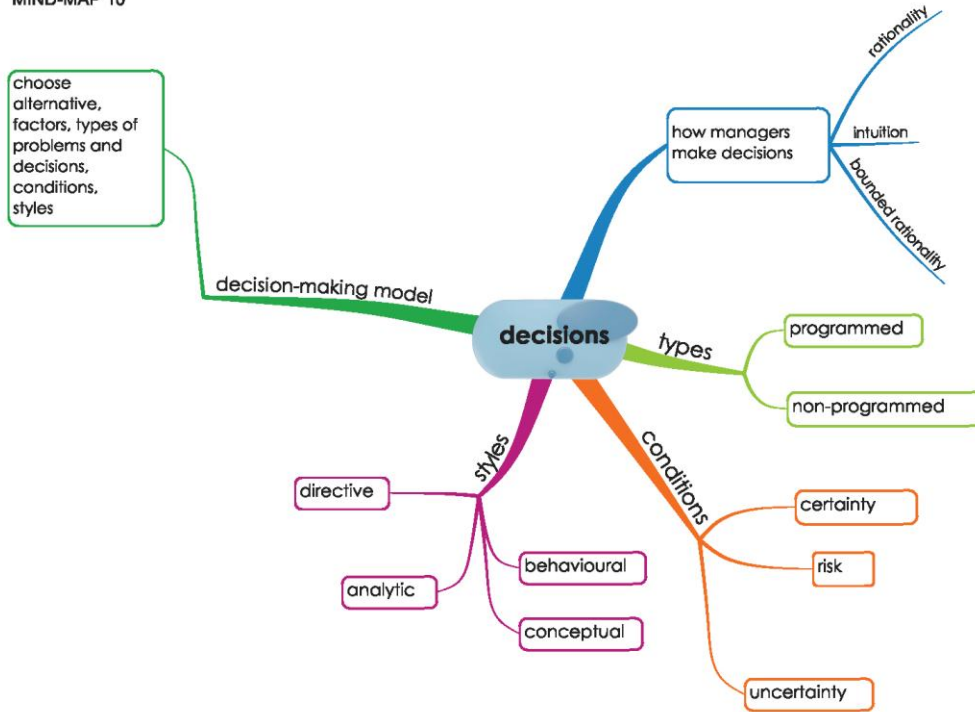 MIND-MAP 10
choose
alternative,
factors, types of
problems and
decisions,
conditions,
styles
decision-making model
decisions
how managers
make decisions
rationality
intuition
bounded rationality
types
programmed
non-programmed
conditions
certainty
risk
uncertainty
styles
directive
analytic
behavioural
conceptual